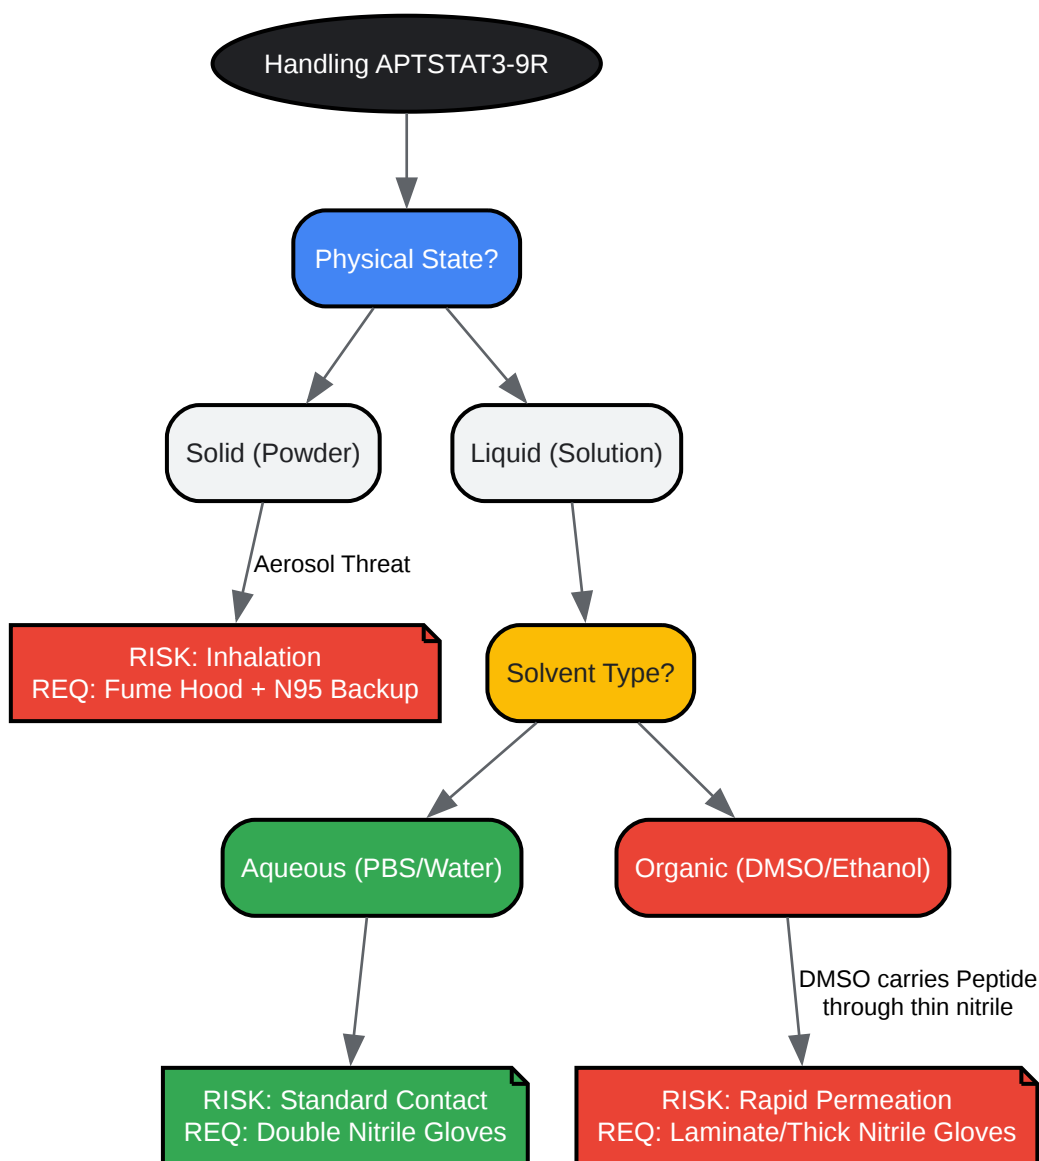 Handling APTSTAT3-9R
Physical State?
Solid (Powder)
Liquid (Solution)
Aerosol Threat
RISK: Inhalation
REQ: Fume Hood + N95 Backup
Solvent Type?
Aqueous (PBS/Water)
Organic (DMSO/Ethanol)
DMSO carries Peptide
through thin nitrile
RISK: Standard Contact
REQ: Double Nitrile Gloves
RISK: Rapid Permeation
REQ: Laminate/Thick Nitrile Gloves